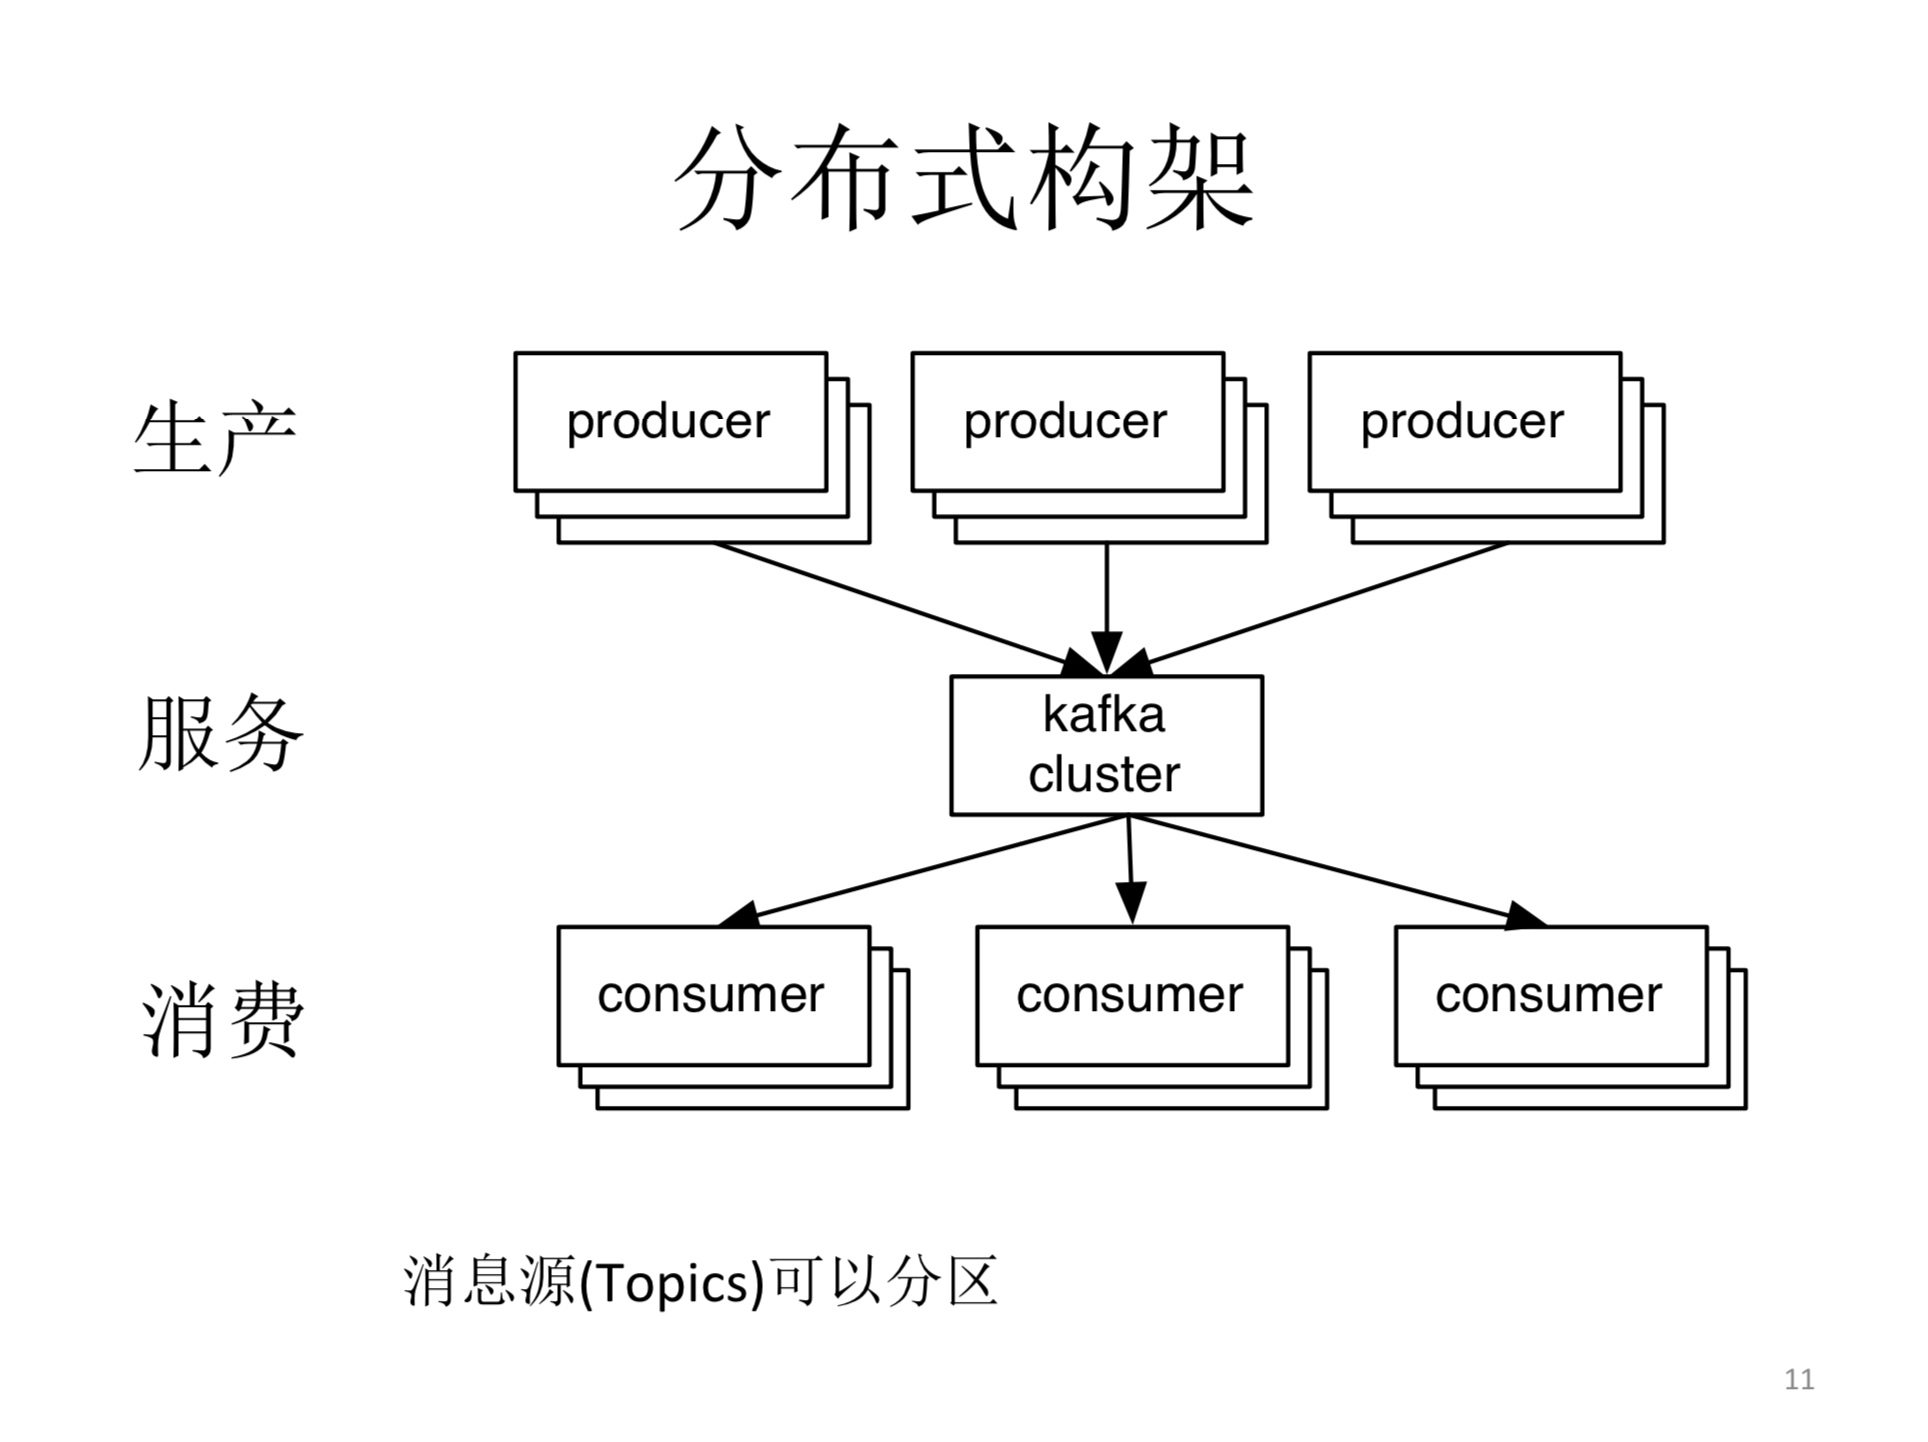 分布式构架
生产
producer
producer
producer
服务
kafka
cluster
消费
consumer
consumer
consumer
消息源(Topics)可以分区
11